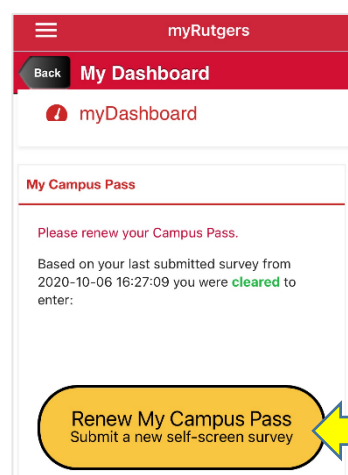 myRutgers
Back My Dashboard
myDashboard
My Campus Pass
Please renew your Campus Pass.
Based on your last submitted survey from
2020-10-06 16:27:09 you were cleared to
enter:
Renew My Campus Pass
Submit a new self-screen survey